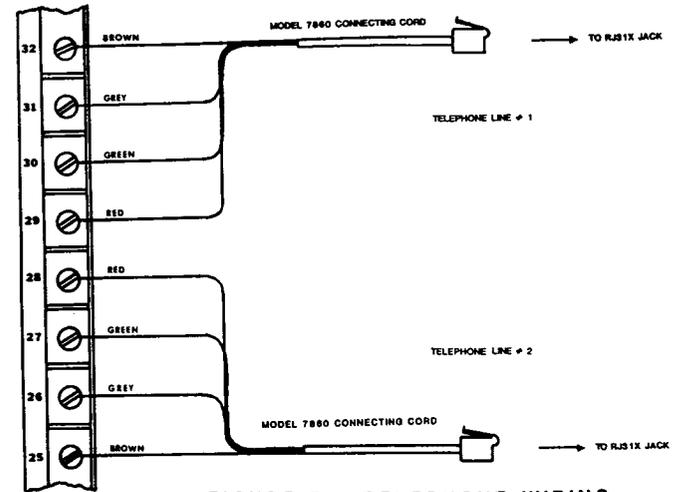 MODEL 7860 CONNECTING CORD
32 BROWN
TO RJ31X JACK
31 GREY
TELEPHONE LINE # 1
30 GREEN
29 RED
28 RED
27 GREEN
TELEPHONE LINE # 2
26 GREY
MODEL 7860 CONNECTING CORD
25 BROWN
TO RJ31X JACK